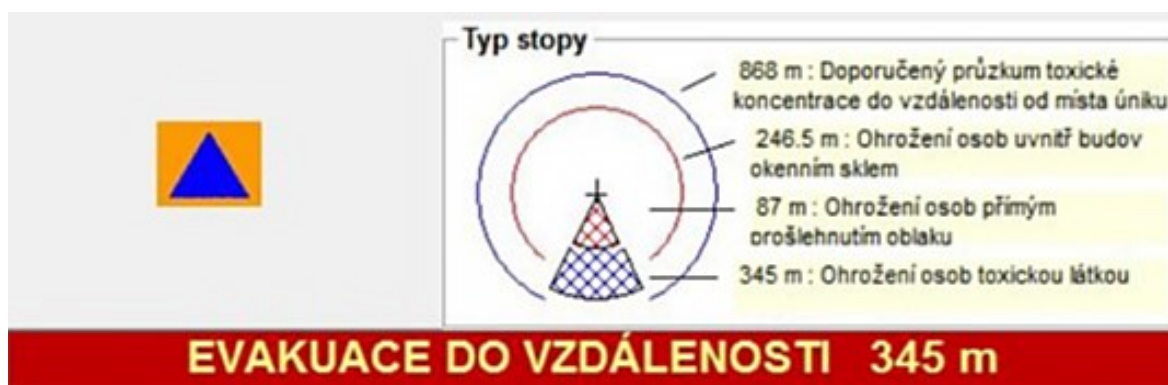 Typ stopy
868 m : Doporučený průzkum toxické
koncentrace do vzdálenosti od místa úniku
246.5 m : Ohrožení osob uvnitř budov
okenním sklem
87 m : Ohrožení osob přímým
prošlehnutím oblaku
345 m : Ohrožení osob toxickou látkou
EVAKUACE DO VZDÁLENOSTI 345 m